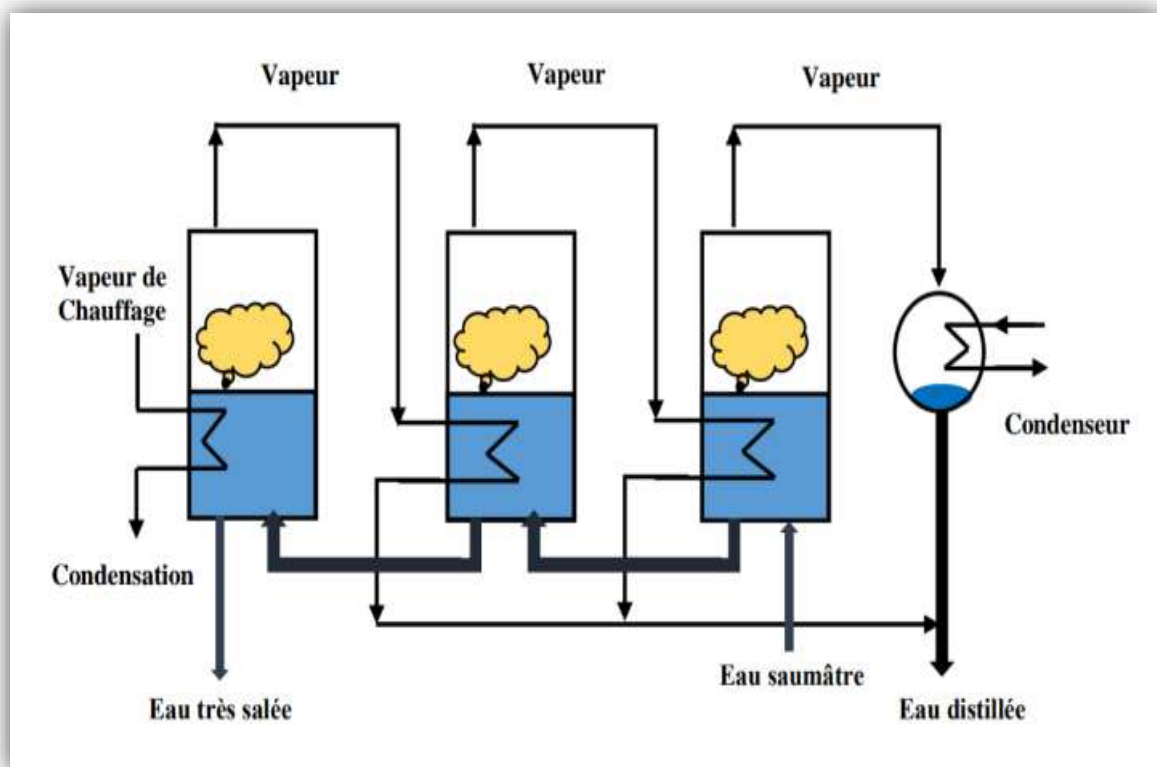 Vapeur
Vapeur
Vapeur
Vapeur de
Chauffage
Condenseur
Condensation
Eau saumâtre
Eau très salée
Eau distillée